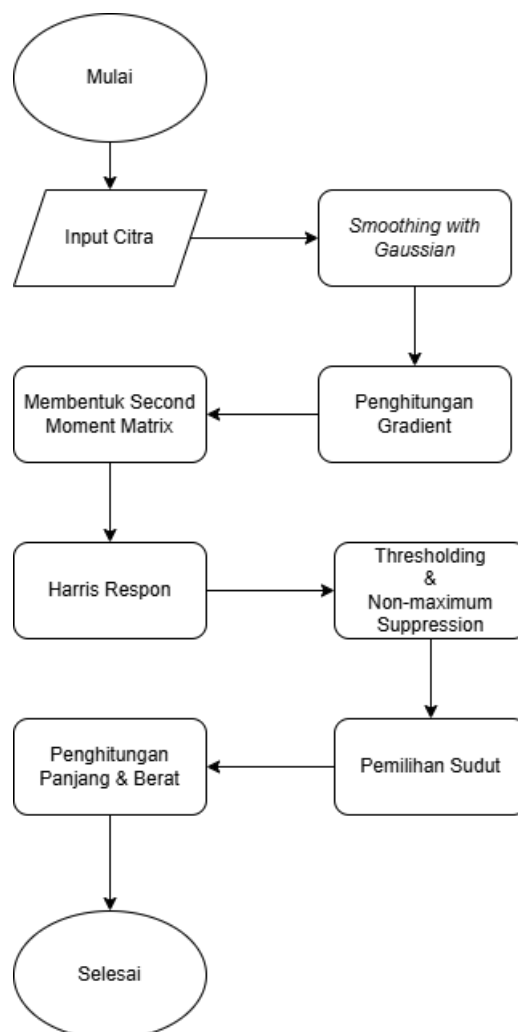 Mulai
Input Citra
Smoothing with
Gaussian
Penghitungan
Gradient
Membentuk Second
Moment Matrix
Harris Respon
Thresholding
&
Non-maximum
Suppression
Pemilihan Sudut
Penghitungan
Panjang & Berat
Selesai